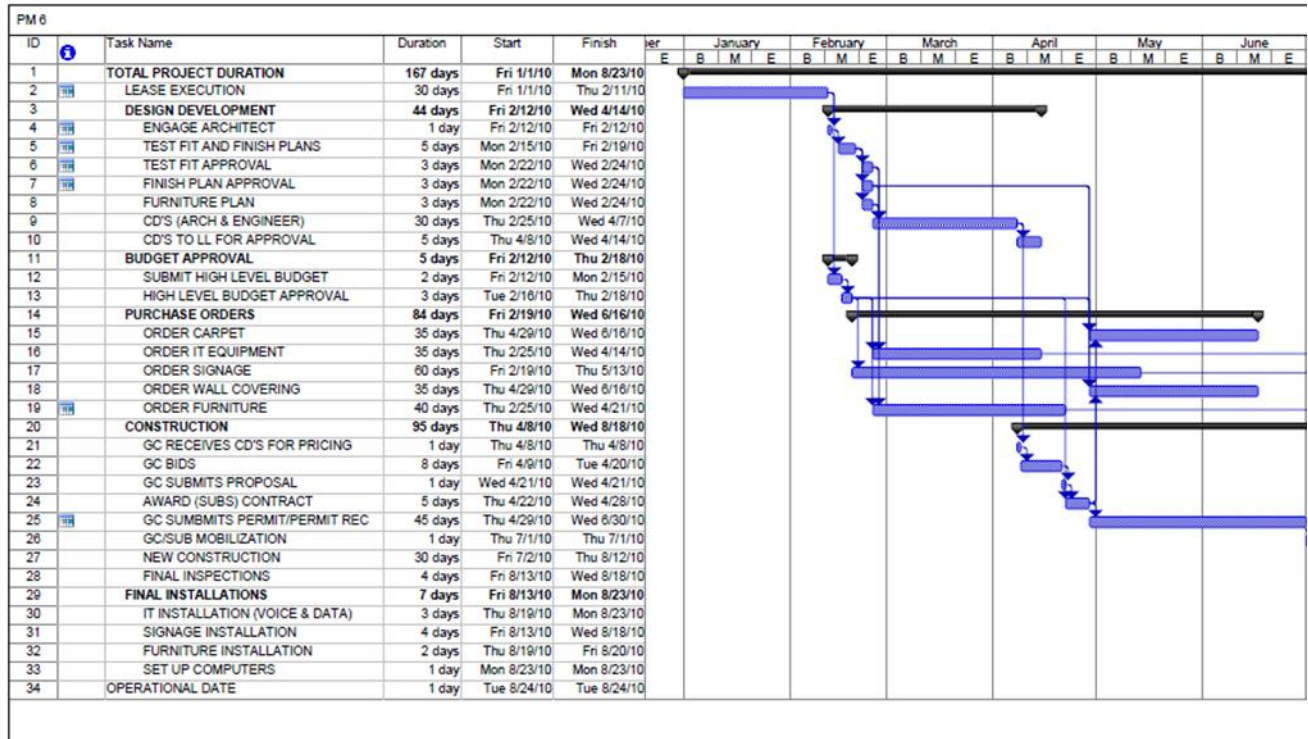 PM 6
ID Task Name Duration Start Finish ber January February March April May June
E B M E B M E B M E B M E B M E B M E
1 TOTAL PROJECT DURATION 167 days Fri 1/1/10 Mon 8/23/10
2 LEASE EXECUTION 30 days Fri 1/1/10 Thu 2/11/10
3 DESIGN DEVELOPMENT 44 days Fri 2/12/10 Wed 4/14/10
4 ENGAGE ARCHITECT 1 day Fri 2/12/10 Fri 2/12/10
5 TEST FIT AND FINISH PLANS 5 days Mon 2/15/10 Fri 2/19/10
6 TEST FIT APPROVAL 3 days Mon 2/22/10 Wed 2/24/10
7 FINISH PLAN APPROVAL 3 days Mon 2/22/10 Wed 2/24/10
8 FURNITURE PLAN 3 days Mon 2/22/10 Wed 2/24/10
9 CD'S (ARCH & ENGINEER) 30 days Thu 2/25/10 Wed 4/7/10
10 CD'S TO LL FOR APPROVAL 5 days Thu 4/8/10 Wed 4/14/10
11 BUDGET APPROVAL 5 days Fri 2/12/10 Thu 2/18/10
12 SUBMIT HIGH LEVEL BUDGET 2 days Fri 2/12/10 Mon 2/15/10
13 HIGH LEVEL BUDGET APPROVAL 3 days Tue 2/16/10 Thu 2/18/10
14 PURCHASE ORDERS 84 days Fri 2/19/10 Wed 6/16/10
15 ORDER CARPET 35 days Thu 4/29/10 Wed 6/16/10
16 ORDER IT EQUIPMENT 35 days Thu 2/25/10 Wed 4/14/10
17 ORDER SIGNAGE 60 days Fri 2/19/10 Thu 5/13/10
18 ORDER WALL COVERING 35 days Thu 4/29/10 Wed 6/16/10
19 ORDER FURNITURE 40 days Thu 2/25/10 Wed 4/21/10
20 CONSTRUCTION 95 days Thu 4/8/10 Wed 8/18/10
21 GC RECEIVES CD'S FOR PRICING 1 day Thu 4/8/10 Thu 4/8/10
22 GC BIDS 8 days Fri 4/9/10 Tue 4/20/10
23 GC SUBMITS PROPOSAL 1 day Wed 4/21/10 Wed 4/21/10
24 AWARD (SUBS) CONTRACT 5 days Thu 4/22/10 Wed 4/28/10
25 GC SUMBMITS PERMIT/PERMIT REC 45 days Thu 4/29/10 Wed 6/30/10
26 GC/SUB MOBILIZATION 1 day Thu 7/1/10 Thu 7/1/10
27 NEW CONSTRUCTION 30 days Fri 7/2/10 Thu 8/12/10
28 FINAL INSPECTIONS 4 days Fri 8/13/10 Wed 8/18/10
29 FINAL INSTALLATIONS 7 days Fri 8/13/10 Mon 8/23/10
30 IT INSTALLATION (VOICE & DATA) 3 days Thu 8/19/10 Mon 8/23/10
31 SIGNAGE INSTALLATION 4 days Fri 8/13/10 Wed 8/18/10
32 FURNITURE INSTALLATION 2 days Thu 8/19/10 Fri 8/20/10
33 SET UP COMPUTERS 1 day Mon 8/23/10 Mon 8/23/10
34 OPERATIONAL DATE 1 day Tue 8/24/10 Tue 8/24/10